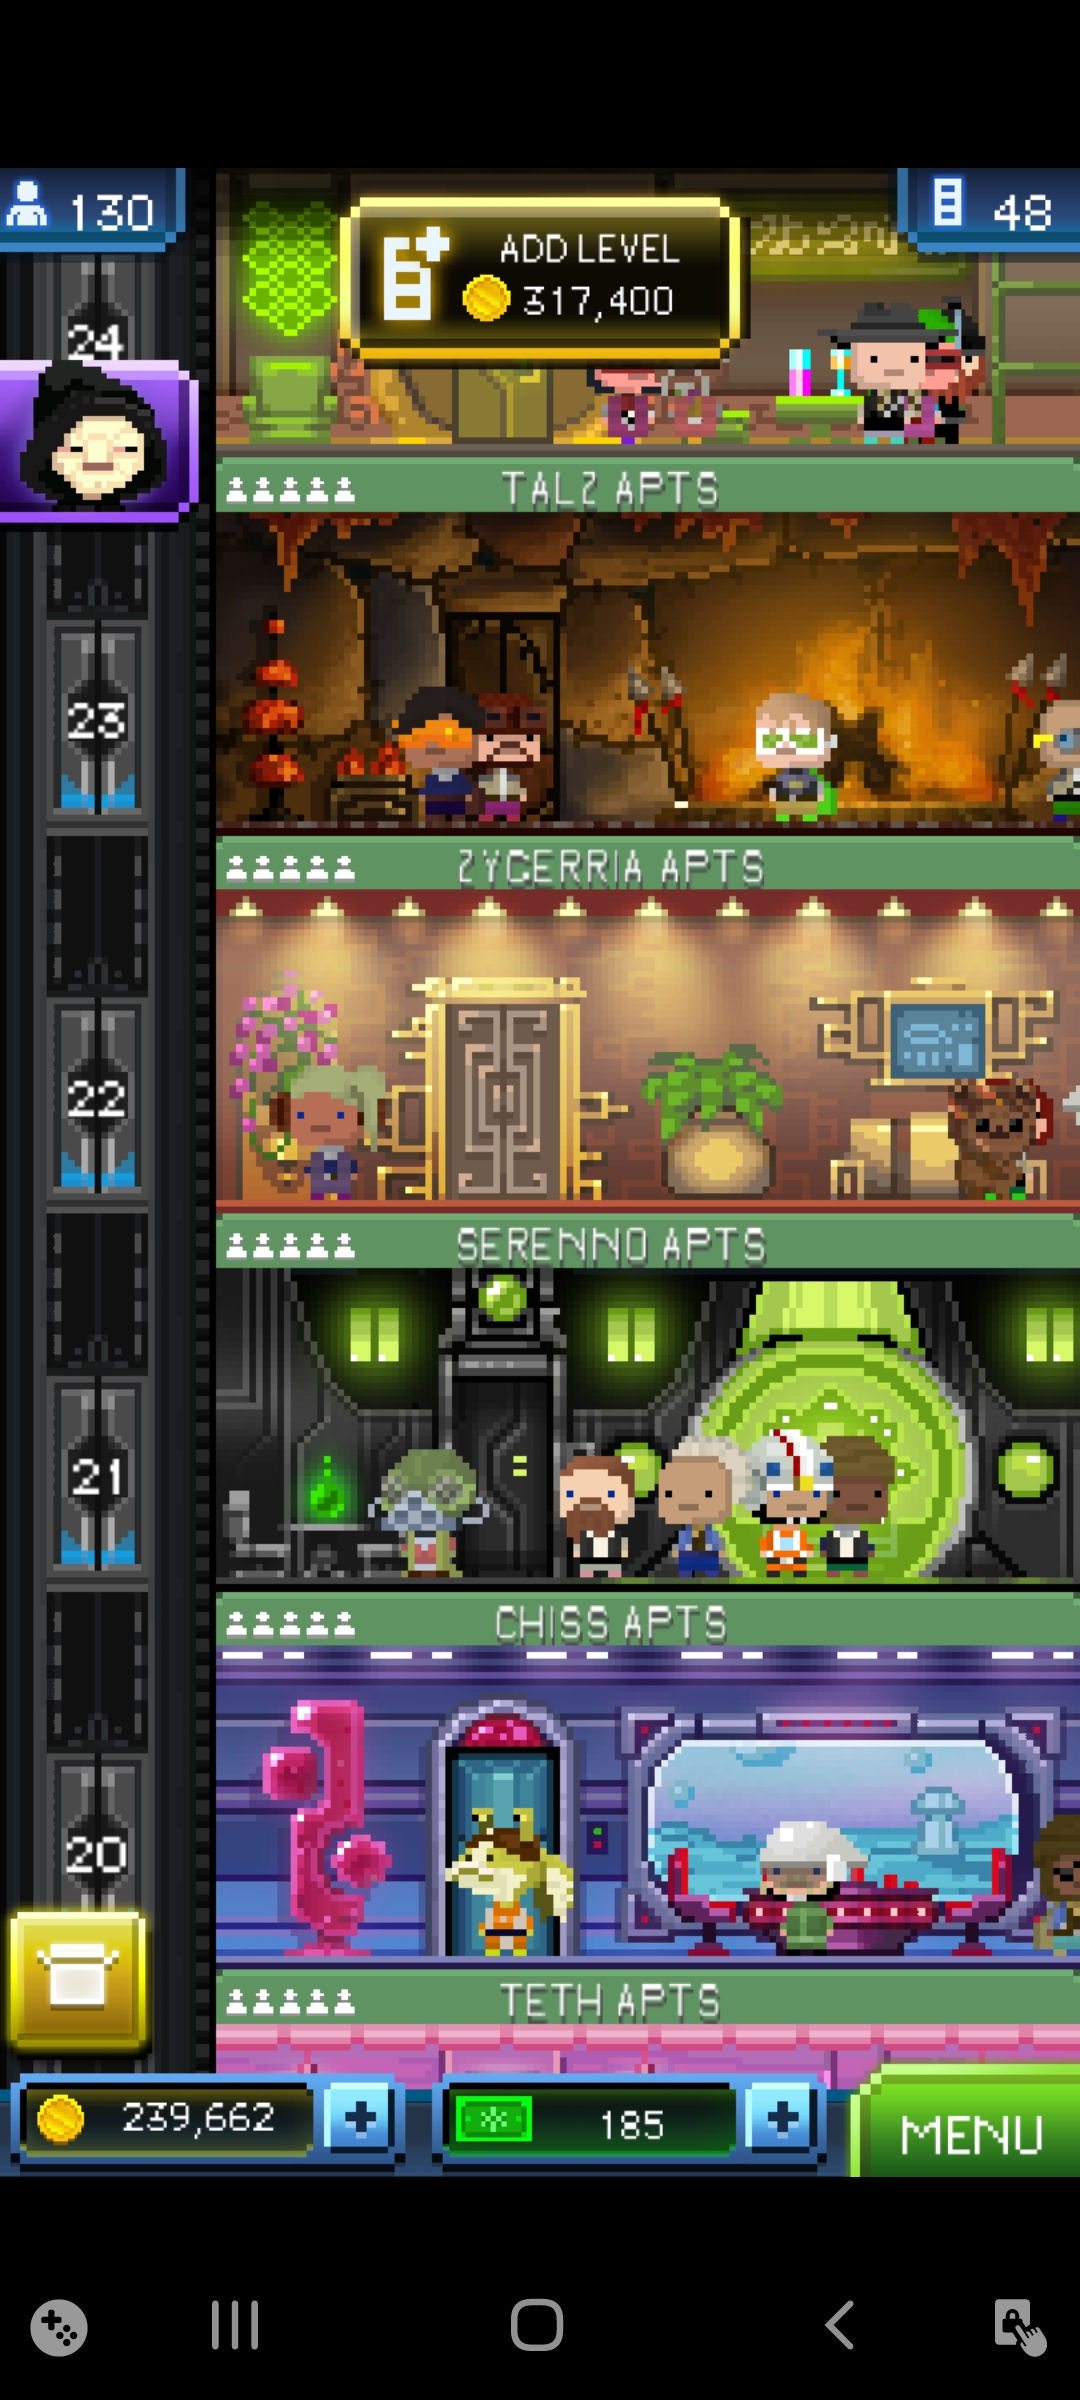 130
48
ADD LEVEL
317,400
24
TALZ APTS
23
ZYGERRIA APTS
22
SERENNO APTS
21
CHISS APTS
20
TETH APTS
239,662
185
MENU